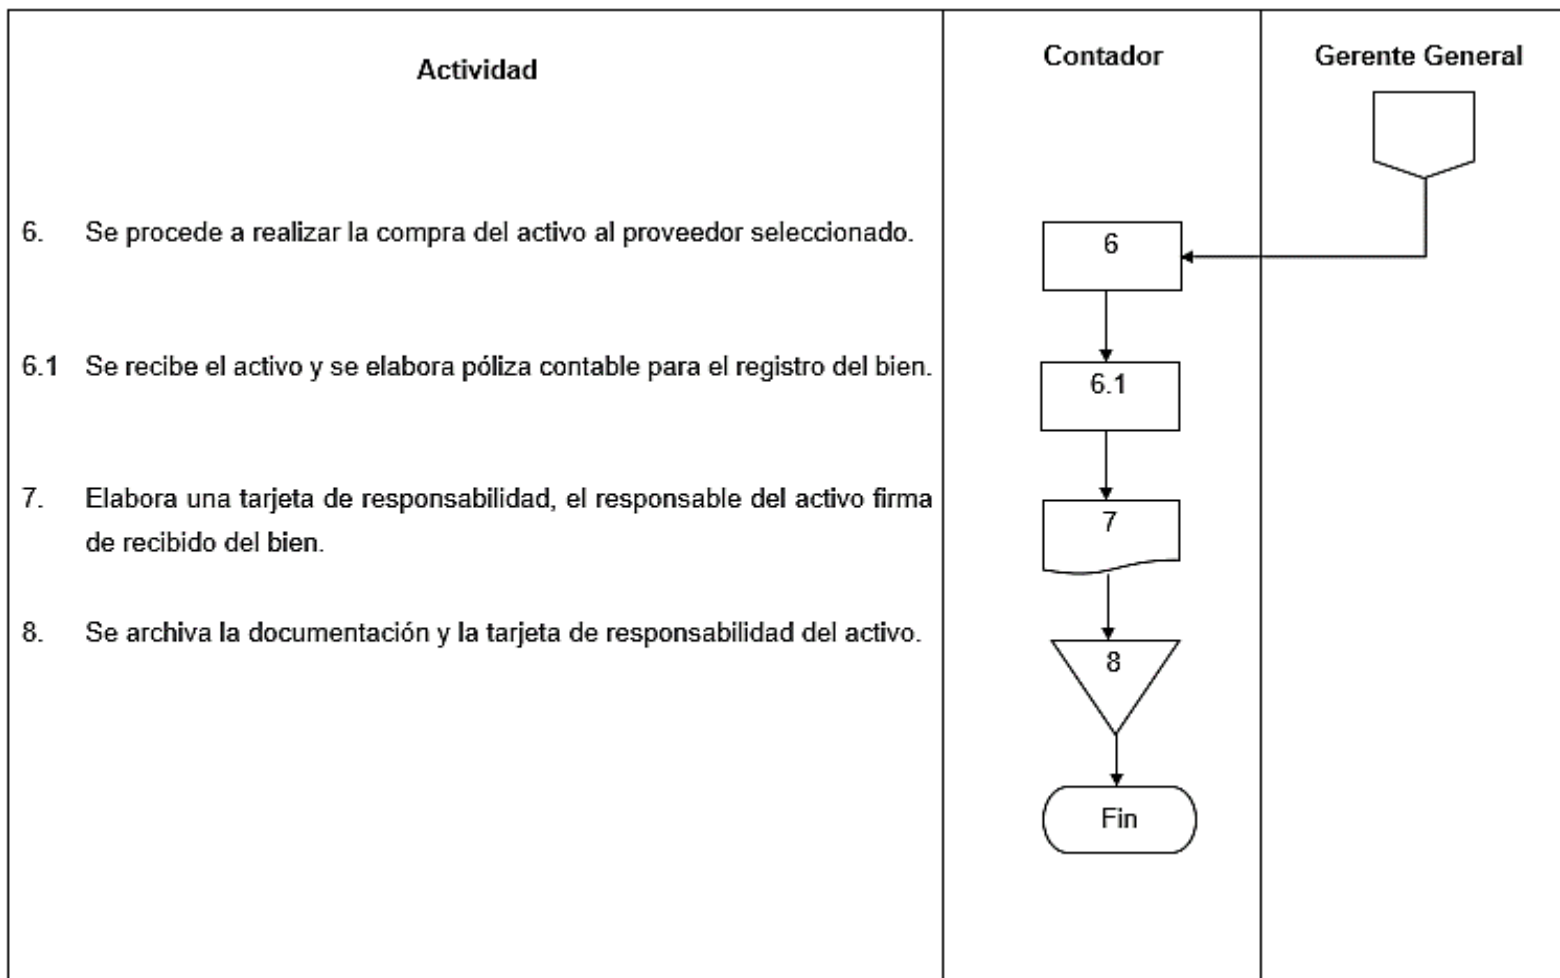 Actividad
Contador
Gerente General
6. Se procede a realizar la compra del activo al proveedor seleccionado.
6
6.1 Se recibe el activo y se elabora póliza contable para el registro del bien.
6.1
7. Elabora una tarjeta de responsabilidad, el responsable del activo firma
de recibido del bien.
7
8. Se archiva la documentación y la tarjeta de responsabilidad del activo.
8
Fin